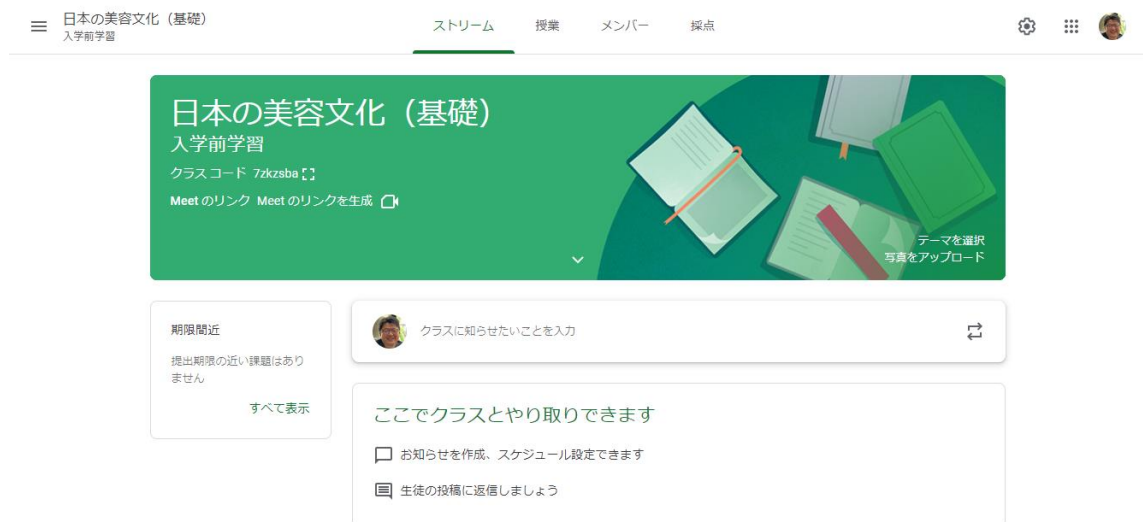 日本の美容文化（基礎）
入学前学習
ストリーム
授業
メンバー
採点
日本の美容文化（基礎）
入学前学習
クラス コード 7zkzsba
Meet のリンク Meet のリンクを生成
テーマを選択
写真をアップロード
期限間近
提出期限の近い課題はあり
ません
すべて表示
クラスに知らせたいことを入力
ここでクラスとやり取りできます
お知らせを作成、スケジュール設定できます
生徒の投稿に返信しましょう